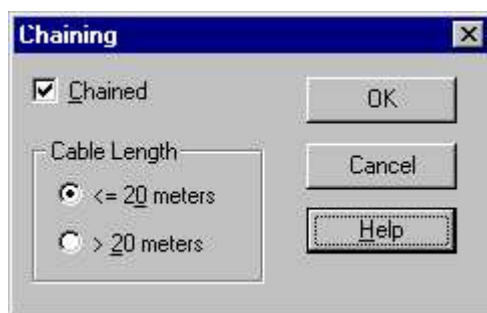 Chaining
Chained
OK
Cable Length
<= 20 meters
> 20 meters
Cancel
Help